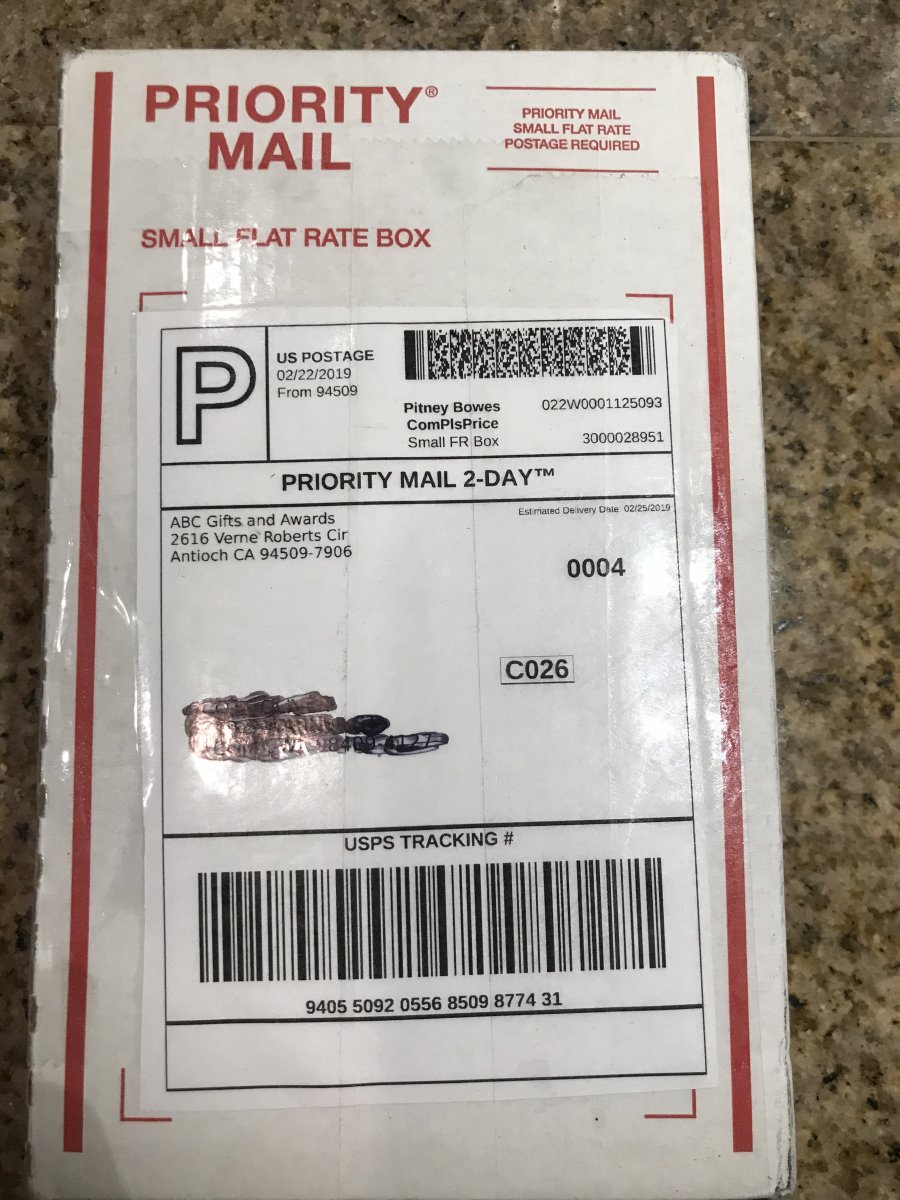 PRIORITY®
MAIL
PRIORITY MAIL
SMALL FLAT RATE
POSTAGE REQUIRED
SMALL FLAT RATE BOX
P
US POSTAGE
02/22/2019
From 94509
Pitney Bowes
ComPlsPrice
Small FR Box
022W0001125093
3000028951
PRIORITY MAIL 2-DAY™
ABC Gifts and Awards
2616 Verne Roberts Cir
Antioch CA 94509-7906
Estimated Delivery Date 02/25/2019
0004
C026
USPS TRACKING #
9405 5092 0556 8509 8774 31